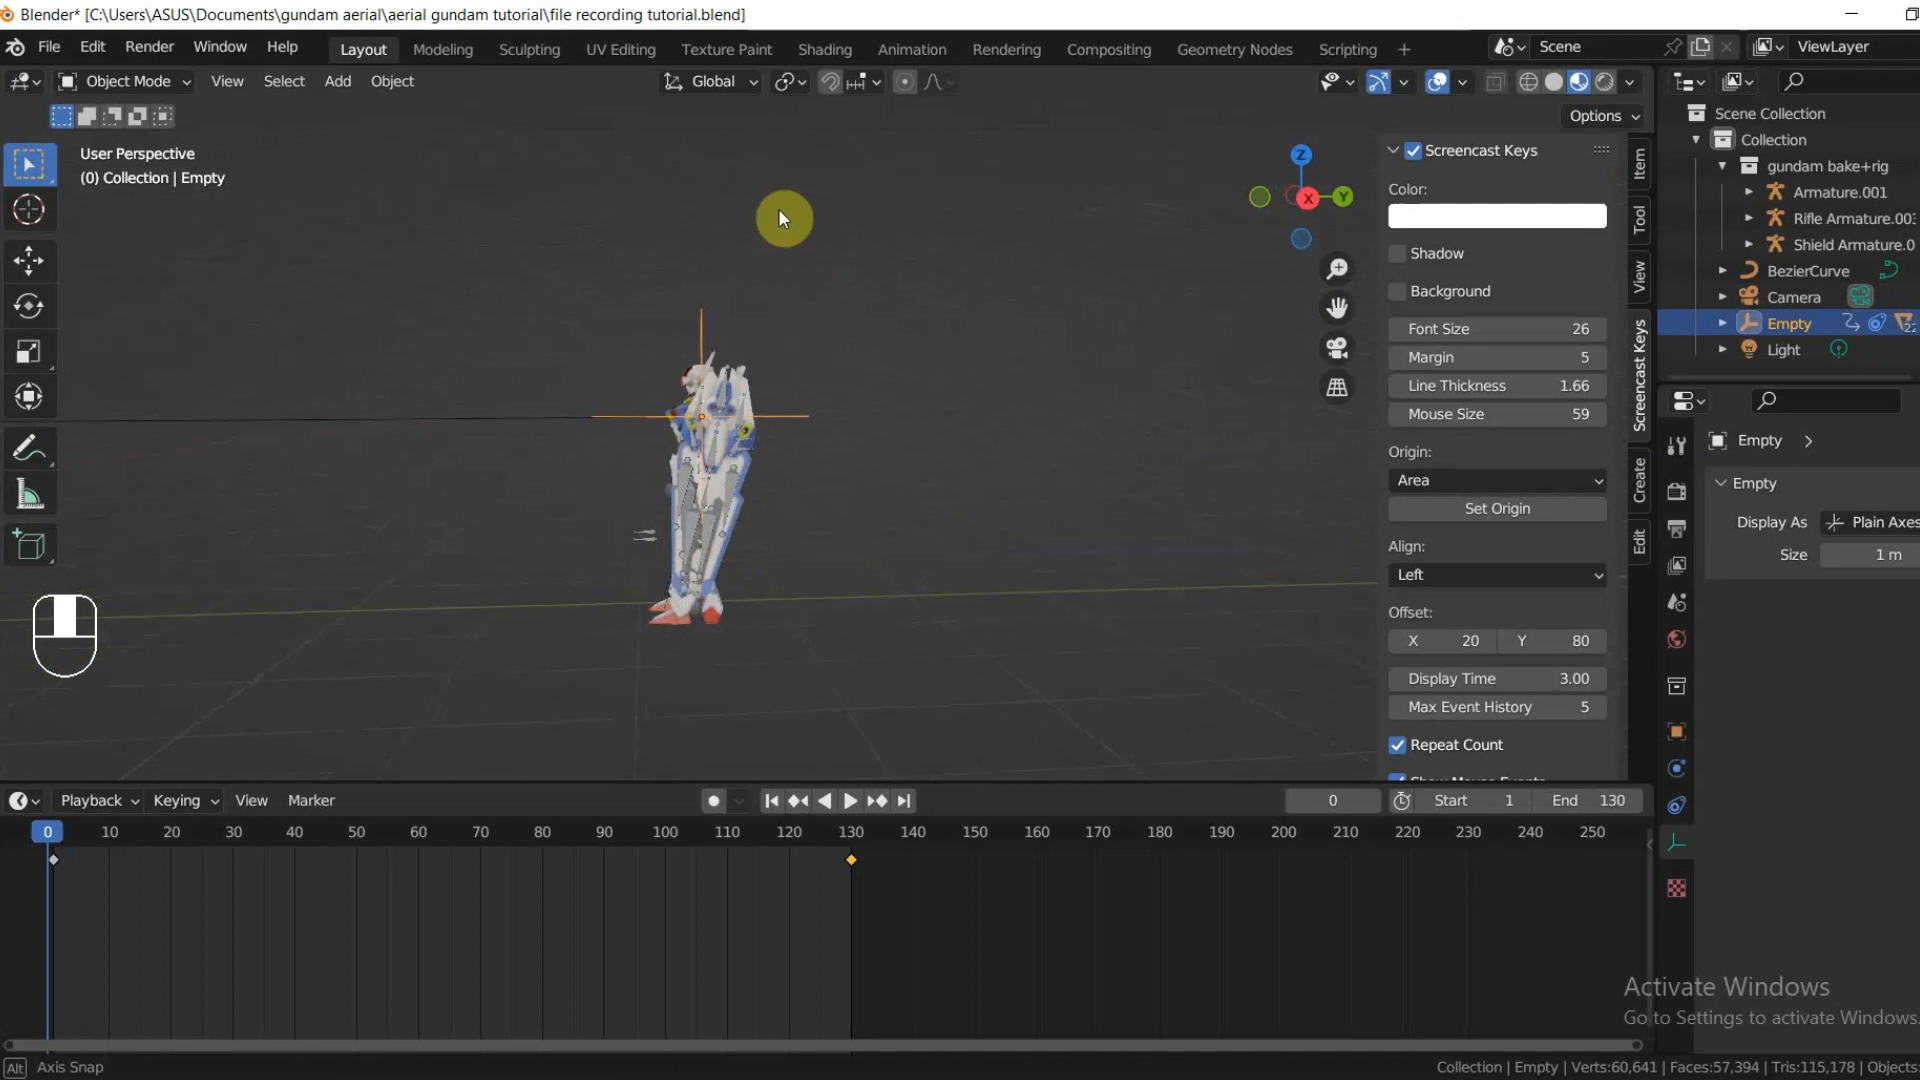 Blender* [C:\Users\ASUS\Documents\gundam aerial\aerial gundam tutorial\file recording tutorial.blend]
File Edit Render Window Help Layout Modeling Sculpting UV Editing Texture Paint Shading Animation Rendering Compositing Geometry Nodes Scripting + Scene ViewLayer
Object Mode View Select Add Object Global
Options
User Perspective
(0) Collection | Empty
Z
Y
X
Screencast Keys
Color:
Shadow
Background
Font Size 26
Margin 5
Line Thickness 1.66
Mouse Size 59
Origin:
Area
Set Origin
Align:
Left
Offset:
X 20 Y 80
Display Time 3.00
Max Event History 5
Repeat Count
Item
Tool
View
Screencast Keys
Create
Edit
Scene Collection
Collection
gundam bake+rig
Armature.001
Rifle Armature.00
Shield Armature.0
BezierCurve
Camera
Empty
Light
Empty
Empty
Display As Plain Axes
Size 1 m
Playback Keying View Marker 0 Start 1 End 130
0 10 20 30 40 50 60 70 80 90 100 110 120 130 140 150 160 170 180 190 200 210 220 230 240 250
Activate Windows
Go to Settings to activate Windows.
Alt Axis Snap
Collection | Empty | Verts:60,641 | Faces:57,394 | Tris:115,178 | Objects: